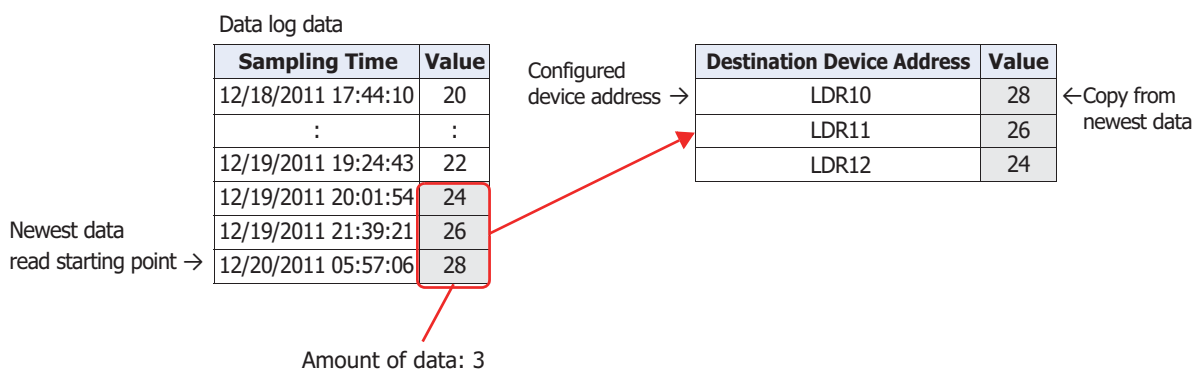 Data log data
Sampling Time Value
12/18/2011 17:44:10 20
: :
12/19/2011 19:24:43 22
12/19/2011 20:01:54 24
12/19/2011 21:39:21 26
12/20/2011 05:57:06 28
Newest data
read starting point →
Amount of data: 3
Configured
device address →
Destination Device Address Value
LDR10 28
LDR11 26
LDR12 24
←Copy from
newest data